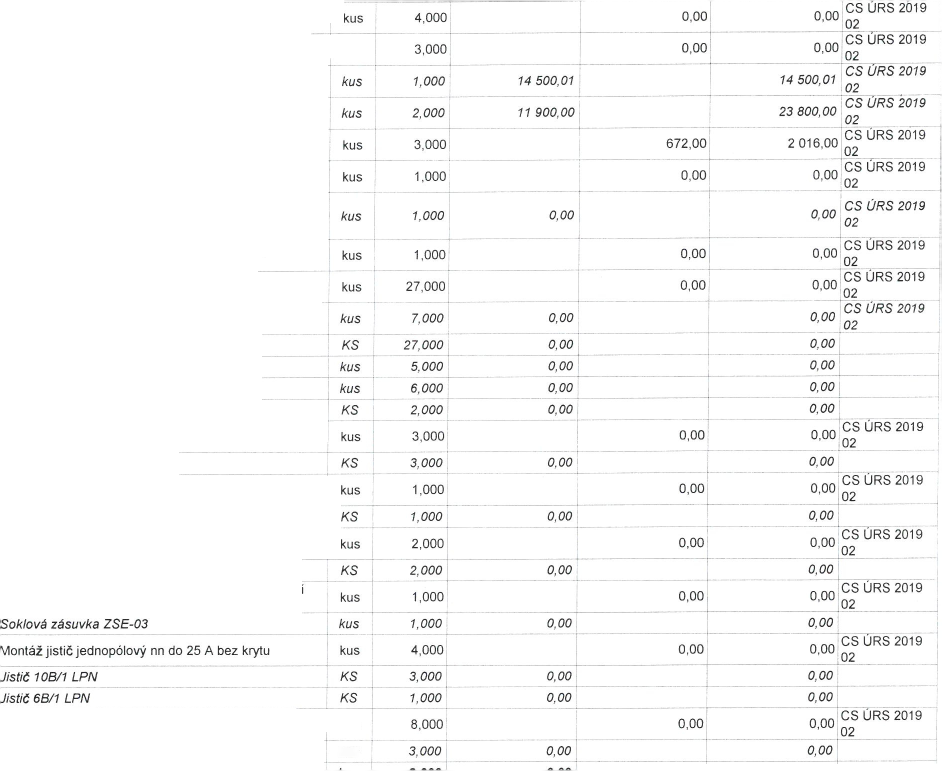 kus 4,000 0,00 0,00 CS ÚRS 2019
02
3,000 0,00 0,00 CS ÚRS 2019
02
kus 1,000 14 500,01 14 500,01 CS ÚRS 2019
02
kus 2,000 11 900,00 23 800,00 CS ÚRS 2019
02
kus 3,000 672,00 2 016,00 CS ÚRS 2019
02
kus 1,000 0,00 0,00 CS ÚRS 2019
02
kus 1,000 0,00 0,00 CS ÚRS 2019
02
kus 1,000 0,00 0,00 CS ÚRS 2019
02
kus 27,000 0,00 0,00 CS ÚRS 2019
02
kus 7,000 0,00 0,00 CS ÚRS 2019
02
KS 27,000 0,00 0,00
kus 5,000 0,00 0,00
kus 6,000 0,00 0,00
KS 2,000 0,00 0,00
kus 3,000 0,00 0,00 CS ÚRS 2019
02
KS 3,000 0,00 0,00
kus 1,000 0,00 0,00 CS ÚRS 2019
02
KS 1,000 0,00 0,00
kus 2,000 0,00 0,00 CS ÚRS 2019
02
KS 2,000 0,00 0,00
í kus 1,000 0,00 0,00 CS ÚRS 2019
02
Soklová zásuvka ZSE-03 kus 1,000 0,00 0,00
Montáž jistič jednopólový nn do 25 A bez krytu kus 4,000 0,00 0,00 CS ÚRS 2019
02
Jistič 10B/1 LPN KS 3,000 0,00 0,00
Jistič 6B/1 LPN KS 1,000 0,00 0,00
8,000 0,00 0,00 CS ÚRS 2019
02
3,000 0,00 0,00